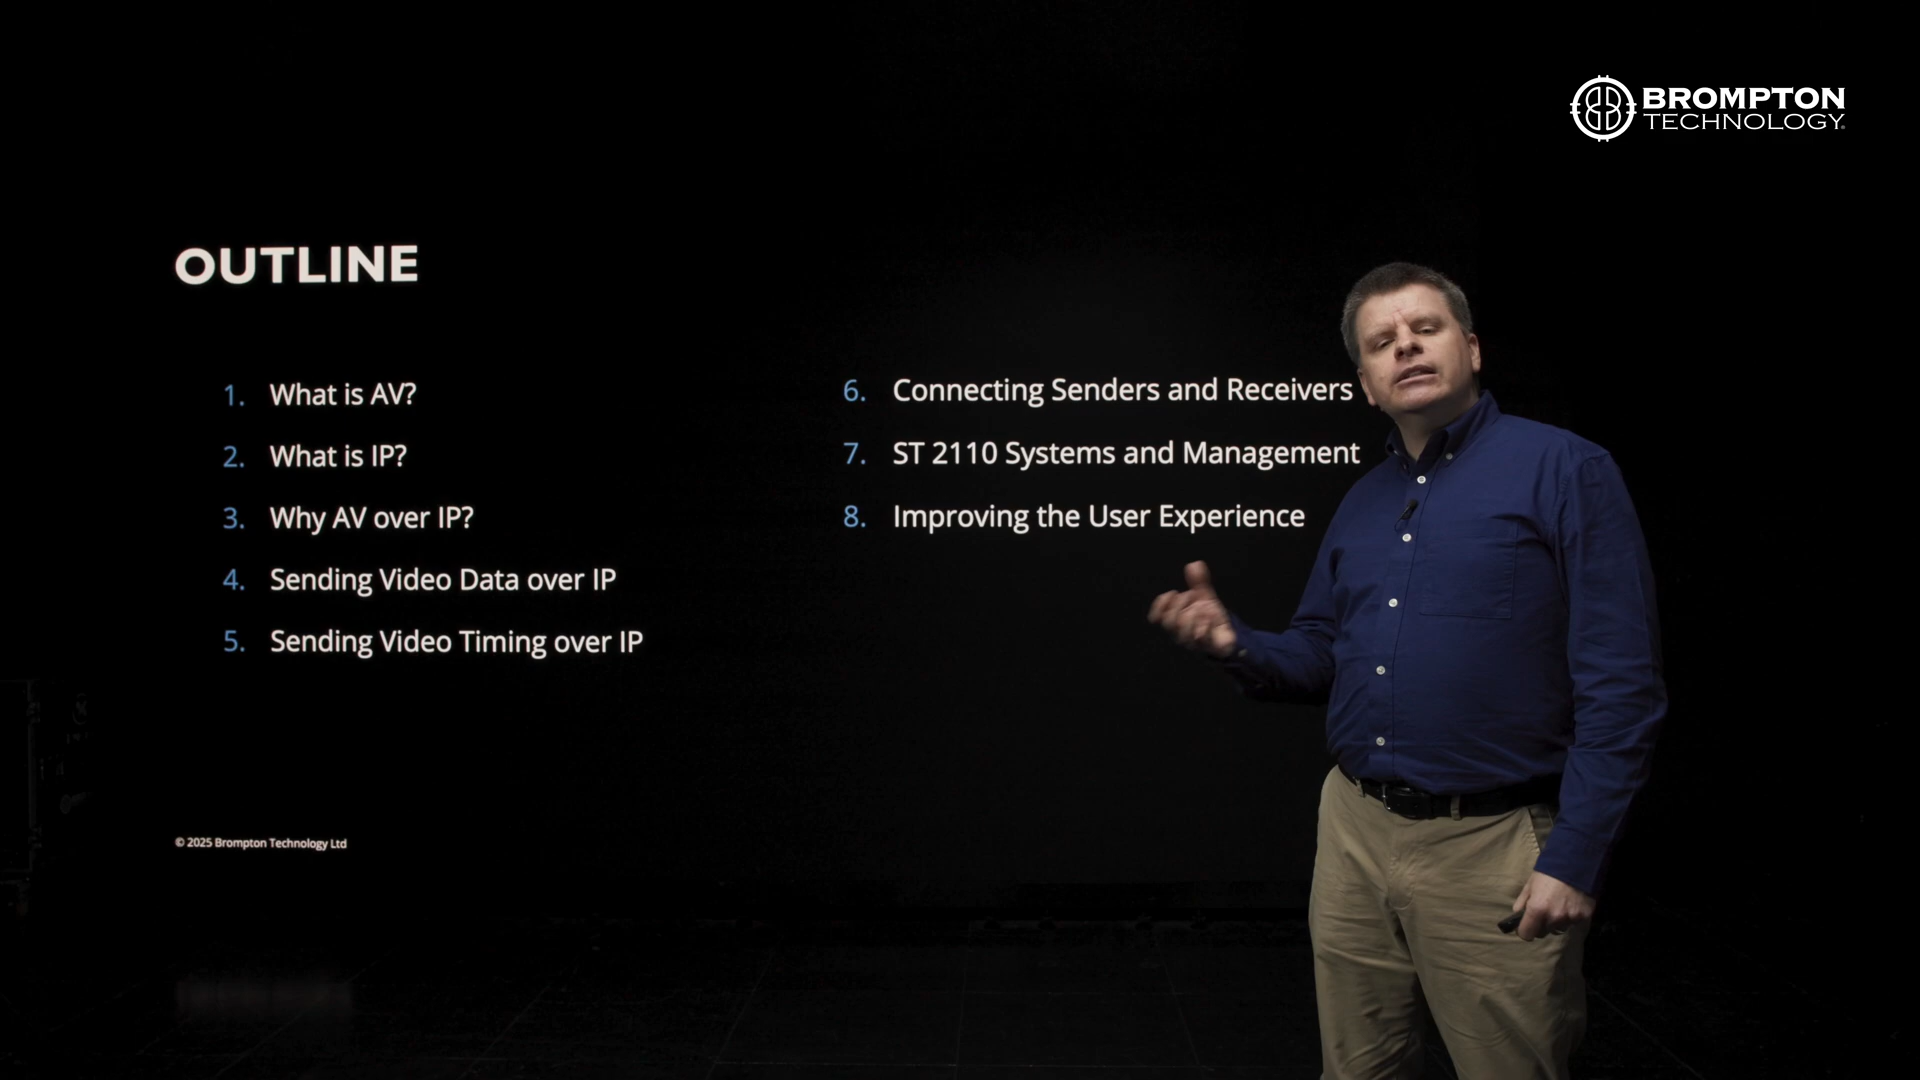 BROMPTON
TECHNOLOGY
OUTLINE
1. What is AV?
2. What is IP?
3. Why AV over IP?
4. Sending Video Data over IP
5. Sending Video Timing over IP
6. Connecting Senders and Receivers
7. ST 2110 Systems and Management
8. Improving the User Experience
© 2025 Brompton Technology Ltd